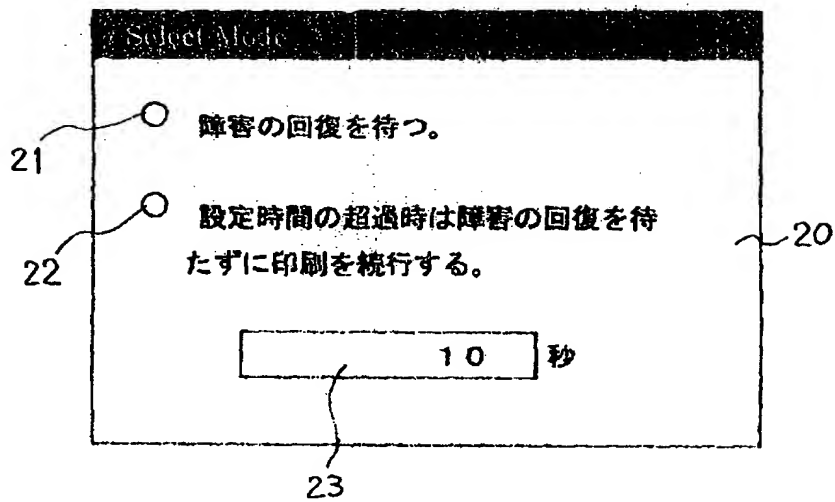 Select Mode
21
障害の回復を待つ。
22
設定時間の超過時は障害の回復を待
たずに印刷を続行する。
20
10 秒
23